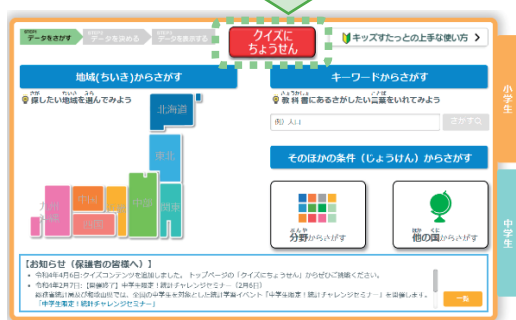 データをさがす
データを決める
データを表示する
クイズに
ちょうせん
キッズすたっとの上手な使い方
地域(ちいき)からさがす
探したい地域を選んでみよう
北海道
東北
関東
中部
中国
九州
キーワードからさがす
教科書にあるさがしたい言葉をいれてみよう
例）人口
さがす
そのほかの条件（じょうけん）からさがす
ぶんや
分野からさがす
ほか くに
他の国からさがす
小学生
中学生
【お知らせ（保護者の皆様へ）】
令和4年4月6日:クイズコンテンツを追加しました。トップページの「クイズにちょうせん」からぜひご挑戦ください。
令和4年2月7日:【開催終了】中学生限定！統計チャレンジセミナー（2月6日）
総務省統計局及び和歌山県では、全国の中学生を対象とした統計学習イベント「中学生限定！統計チャレンジセミナー」を開催します。
「中学生限定！統計チャレンジセミナー」
一覧